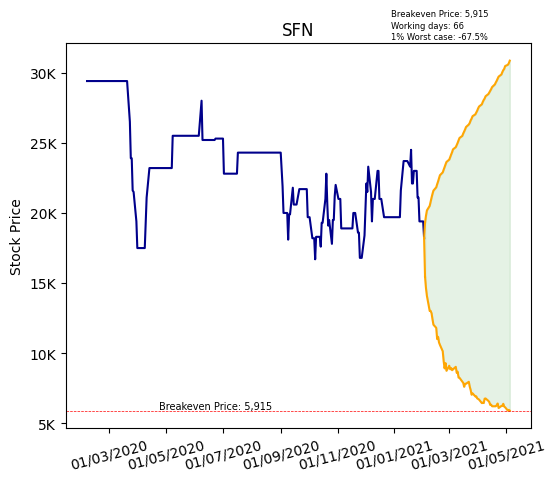 Breakeven Price: 5,915
Working days: 66
1% Worst case: -67.5%
SFN
Stock Price
30K
25K
20K
15K
10K
5K
Breakeven Price: 5,915
01/03/2020
01/05/2020
01/07/2020
01/09/2020
01/11/2020
01/01/2021
01/03/2021
01/05/2021